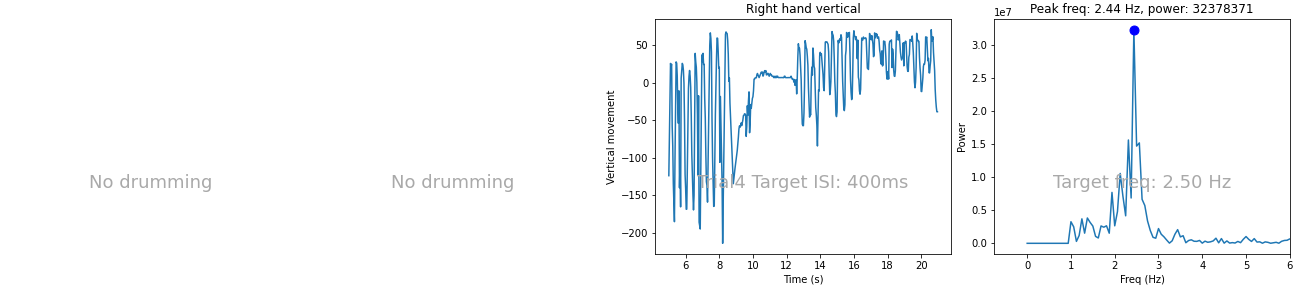 No drumming
No drumming
Right hand vertical
Vertical movement
50
0
−50
−100
−150
−200
6 8 10 12 14 16 18 20
Time (s)
Trial4 Target ISI: 400ms
Peak freq: 2.44 Hz, power: 32378371
1e7
Power
3.0
2.5
2.0
1.5
1.0
0.5
0.0
0 1 2 3 4 5 6
Freq (Hz)
Target freq: 2.50 Hz